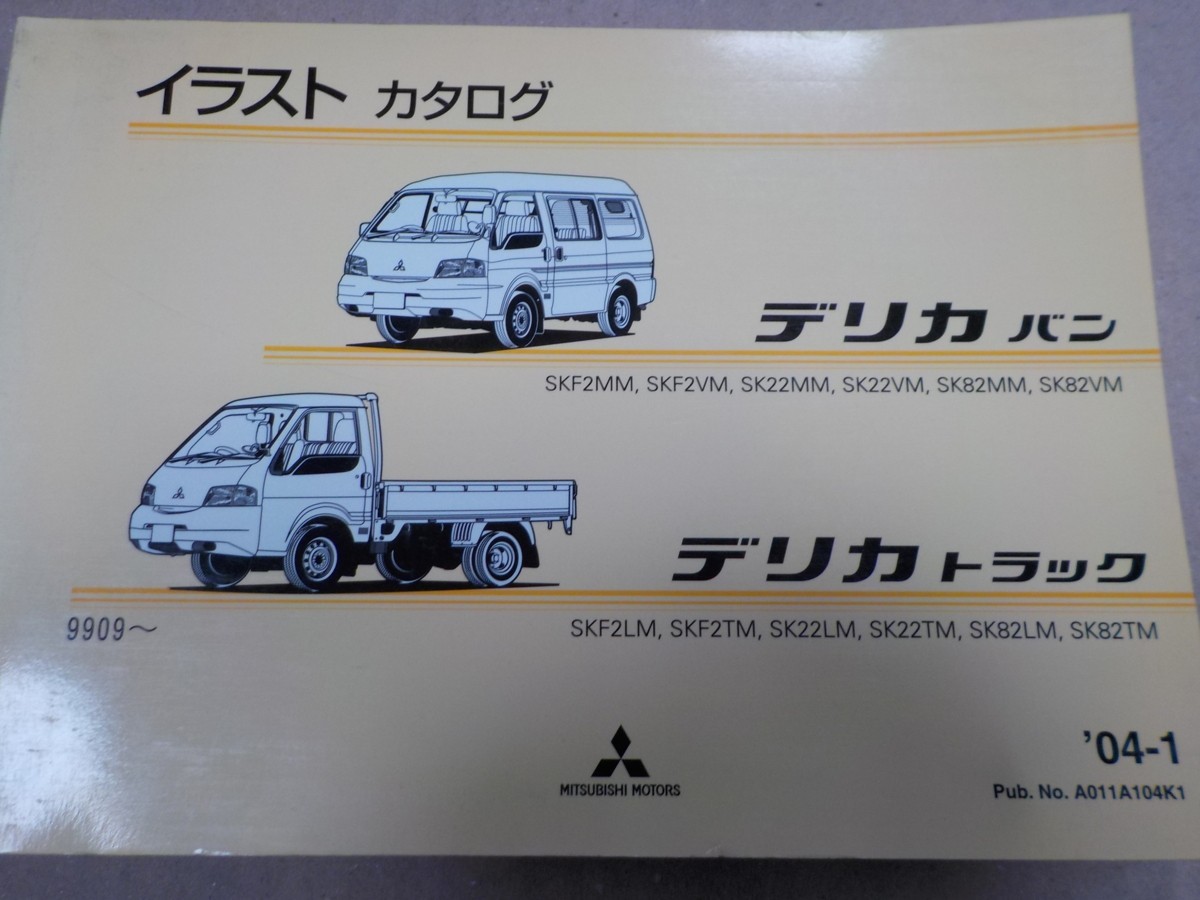 イラスト カタログ
デリカ バン
SKF2MM, SKF2VM, SK22MM, SK22VM, SK82MM, SK82VM
デリカ トラック
9909～
SKF2LM, SKF2TM, SK22LM, SK22TM, SK82LM, SK82TM
MITSUBISHI MOTORS
'04-1
Pub. No. A011A104K1